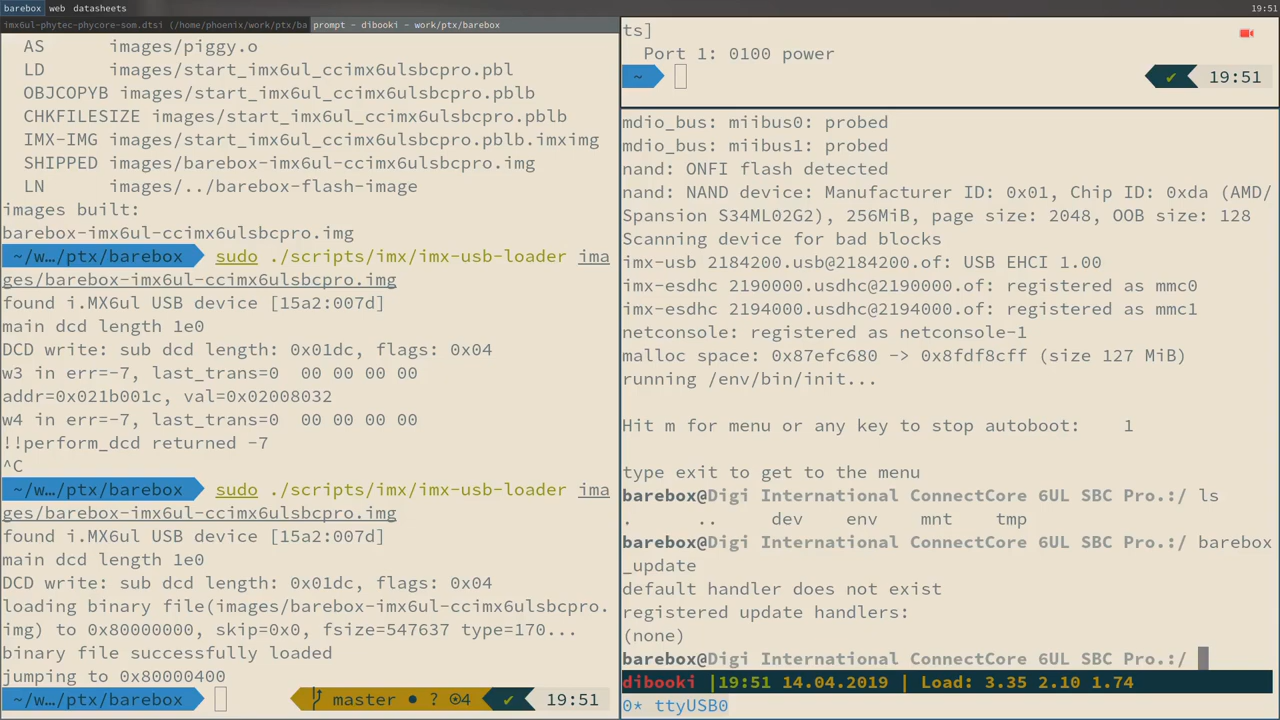 barebox web datasheets 19:51
imx6ul-phytec-phycore-som.dtsi (/home/phoenix/work/ptx/ba
prompt - dibooki - work/ptx/barebox
AS images/piggy.o
LD images/start_imx6ul_ccimx6ulsbcpro.pbl
OBJCOPYB images/start_imx6ul_ccimx6ulsbcpro.pblb
CHKFILESIZE images/start_imx6ul_ccimx6ulsbcpro.pblb
IMX-IMG images/start_imx6ul_ccimx6ulsbcpro.pblb.imximg
SHIPPED images/barebox-imx6ul-ccimx6ulsbcpro.img
LN images/../barebox-flash-image
images built:
barebox-imx6ul-ccimx6ulsbcpro.img
~/w…/ptx/barebox sudo ./scripts/imx/imx-usb-loader ima
ges/barebox-imx6ul-ccimx6ulsbcpro.img
found i.MX6ul USB device [15a2:007d]
main dcd length 1e0
DCD write: sub dcd length: 0x01dc, flags: 0x04
w3 in err=-7, last_trans=0 00 00 00 00
addr=0x021b001c, val=0x02008032
w4 in err=-7, last_trans=0 00 00 00 00
!!perform_dcd returned -7
^C
~/w…/ptx/barebox sudo ./scripts/imx/imx-usb-loader ima
ges/barebox-imx6ul-ccimx6ulsbcpro.img
found i.MX6ul USB device [15a2:007d]
main dcd length 1e0
DCD write: sub dcd length: 0x01dc, flags: 0x04
loading binary file(images/barebox-imx6ul-ccimx6ulsbcpro.
img) to 0x80000000, skip=0x0, fsize=547637 type=170...
binary file successfully loaded
jumping to 0x80000400
~/w…/ptx/barebox master ● ? ⍟4 ✔ 19:51
ts]
Port 1: 0100 power
~ ✔ 19:51
mdio_bus: miibus0: probed
mdio_bus: miibus1: probed
nand: ONFI flash detected
nand: NAND device: Manufacturer ID: 0x01, Chip ID: 0xda (AMD/
Spansion S34ML02G2), 256MiB, page size: 2048, OOB size: 128
Scanning device for bad blocks
imx-usb 2184200.usb@2184200.of: USB EHCI 1.00
imx-esdhc 2190000.usdhc@2190000.of: registered as mmc0
imx-esdhc 2194000.usdhc@2194000.of: registered as mmc1
netconsole: registered as netconsole-1
malloc space: 0x87efc680 -> 0x8fdf8cff (size 127 MiB)
running /env/bin/init...
Hit m for menu or any key to stop autoboot: 1
type exit to get to the menu
barebox@Digi International ConnectCore 6UL SBC Pro.:/ ls
. .. dev env mnt tmp
barebox@Digi International ConnectCore 6UL SBC Pro.:/ barebox
_update
default handler does not exist
registered update handlers:
(none)
barebox@Digi International ConnectCore 6UL SBC Pro.:/
dibooki |19:51 14.04.2019 | Load: 3.35 2.10 1.74
0* ttyUSB0